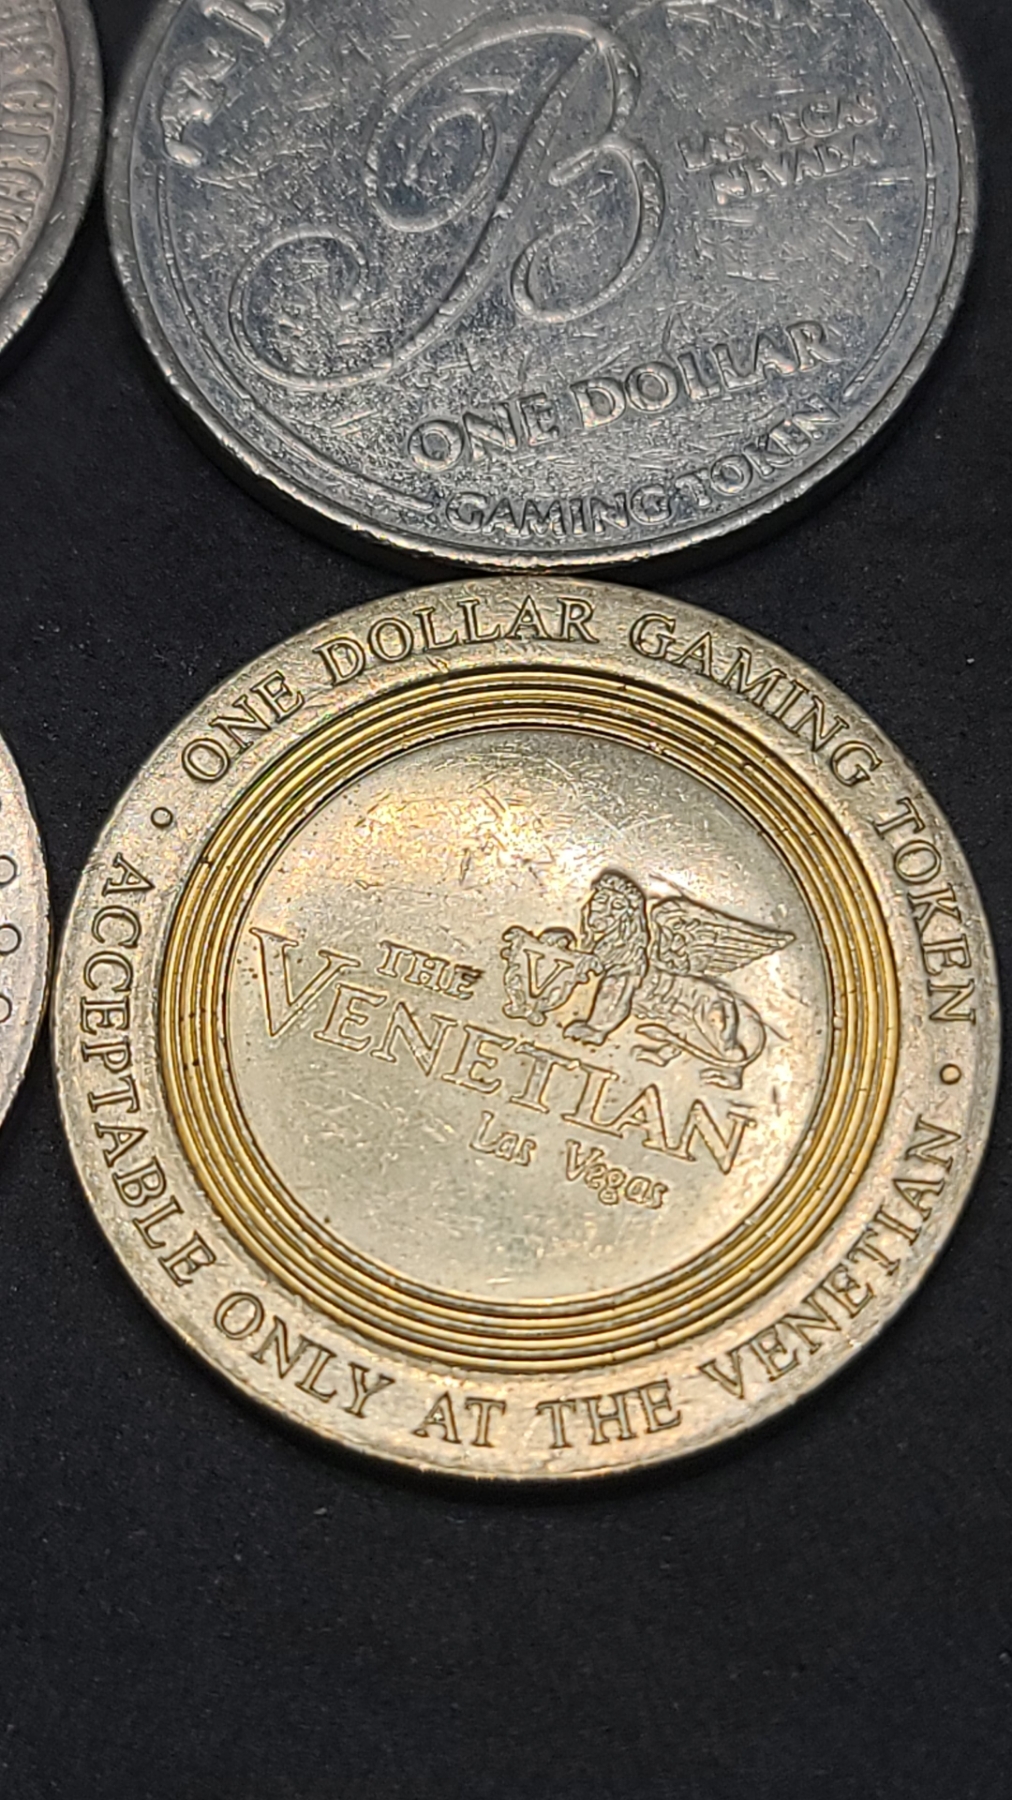 B
LAS VEGAS
NEVADA
ONE DOLLAR
GAMING TOKEN
• ONE DOLLAR GAMING TOKEN •
THE
V
VENETIAN
Las Vegas
ACCEPTABLE ONLY AT THE VENETIAN